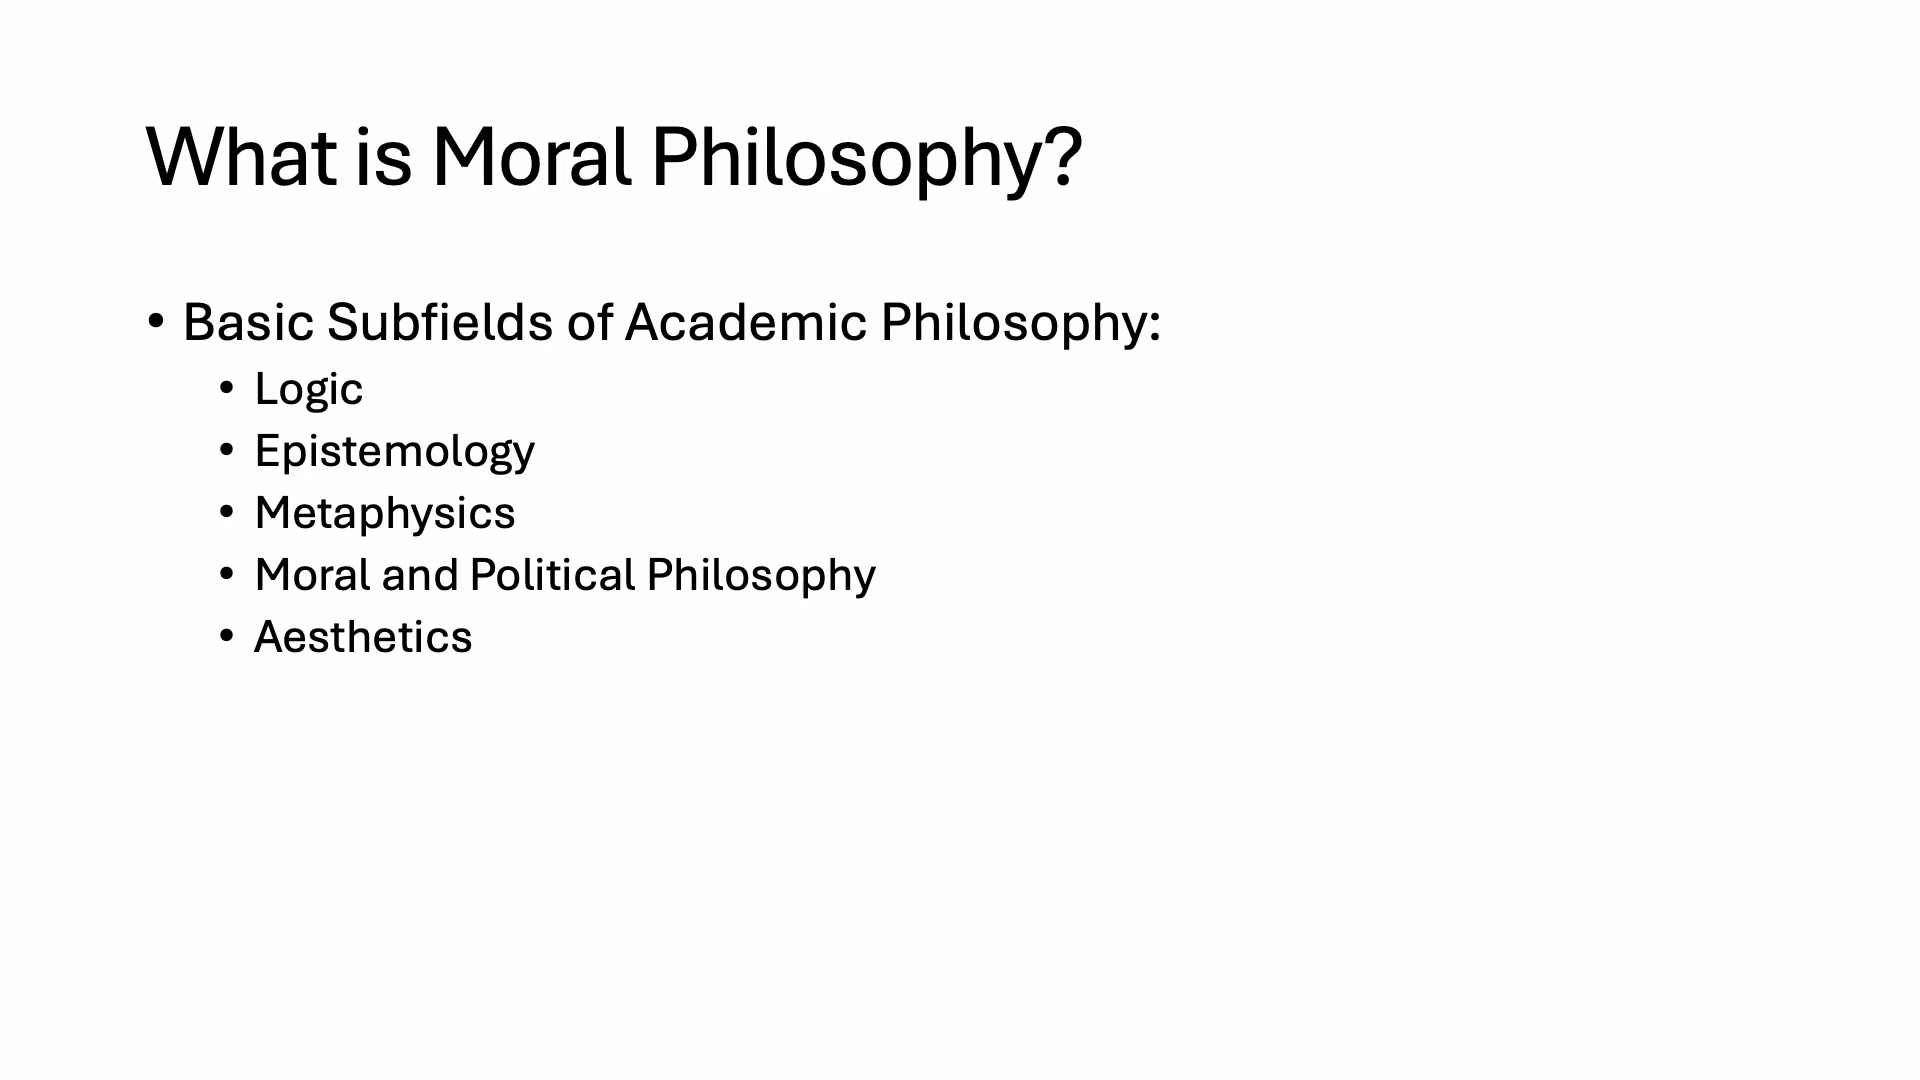 What is Moral Philosophy?
• Basic Subfields of Academic Philosophy:
• Logic
• Epistemology
• Metaphysics
• Moral and Political Philosophy
• Aesthetics